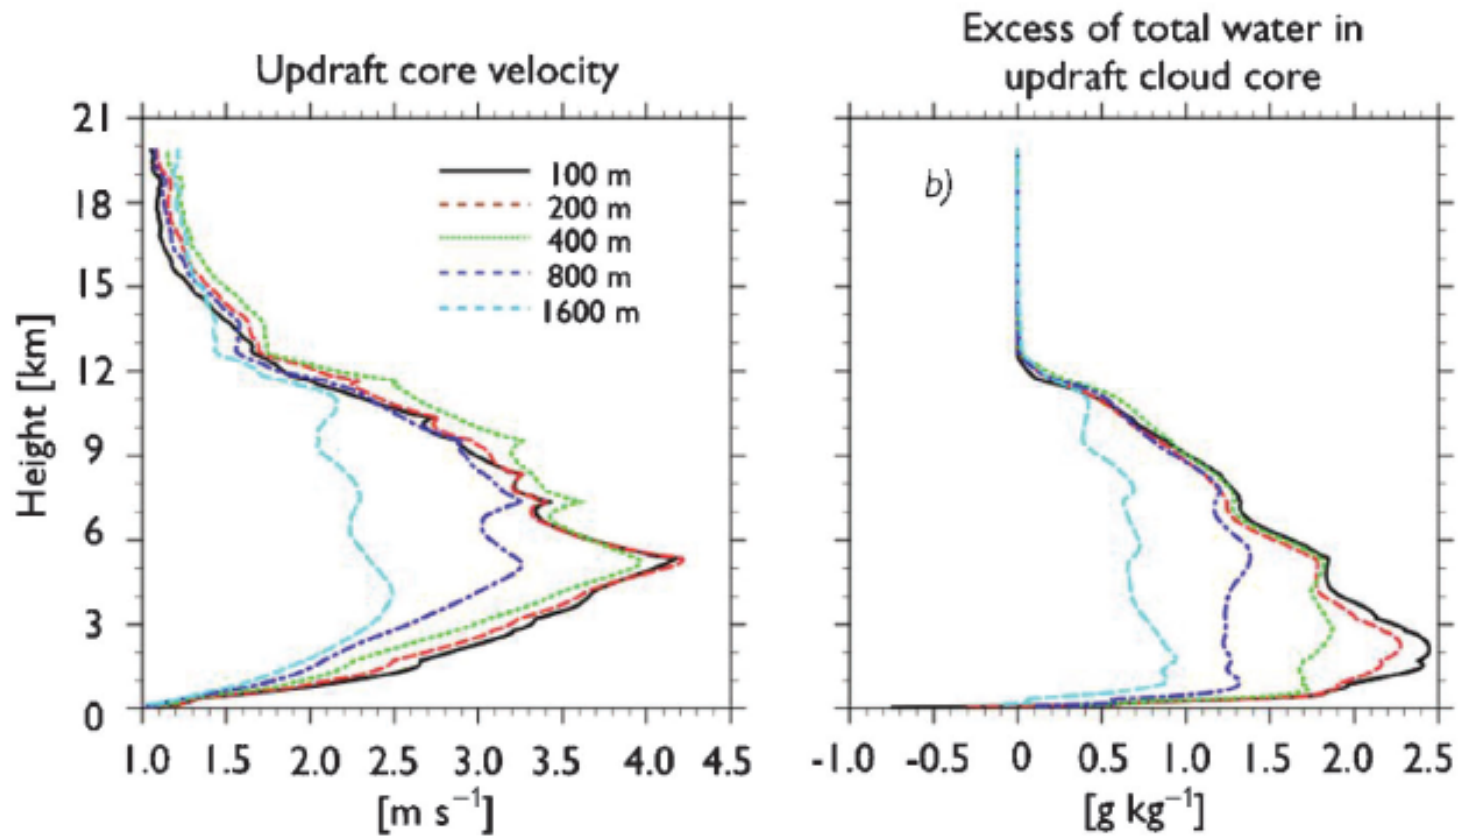 Updraft core velocity
21
18
15
12
9
6
3
0
Height [km]
100 m
200 m
400 m
800 m
1600 m
1.0 1.5 2.0 2.5 3.0 3.5 4.0 4.5
[m s⁻¹]
Excess of total water in
updraft cloud core
b)
-1.0 -0.5 0 0.5 1.0 1.5 2.0 2.5
[g kg⁻¹]